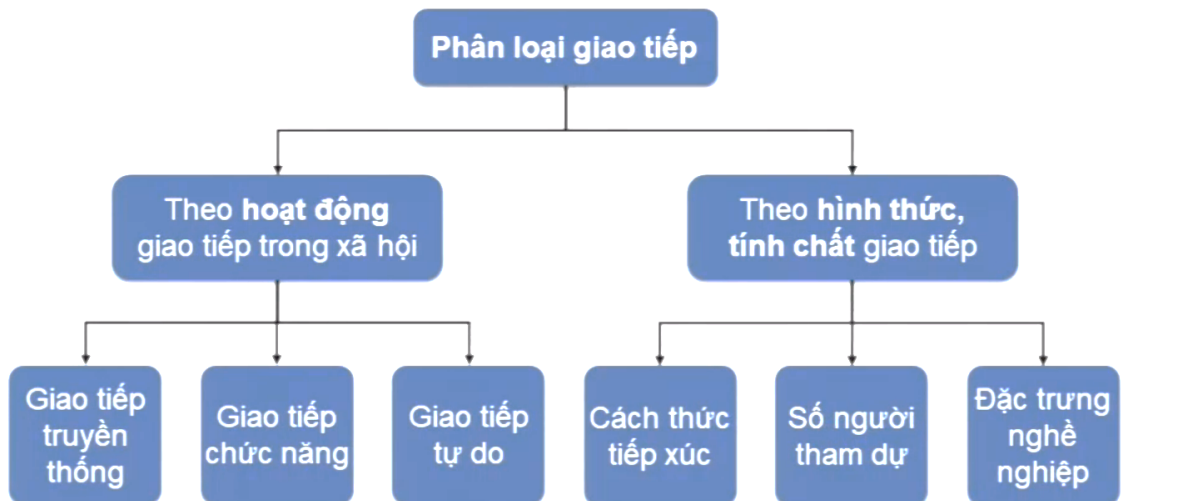 Phân loại giao tiếp
Theo hoạt động
giao tiếp trong xã hội
Theo hình thức,
tính chất giao tiếp
Giao tiếp
truyền
thống
Giao tiếp
chức năng
Giao tiếp
tự do
Cách thức
tiếp xúc
Số người
tham dự
Đặc trưng
nghề
nghiệp